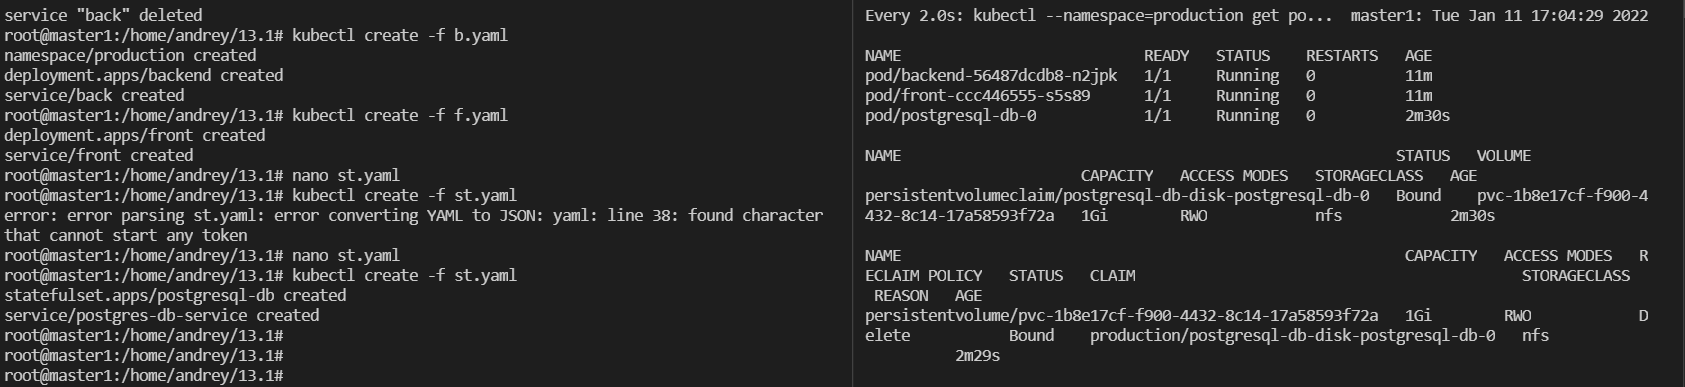 service "back" deleted
root@master1:/home/andrey/13.1# kubectl create -f b.yaml
namespace/production created
deployment.apps/backend created
service/back created
root@master1:/home/andrey/13.1# kubectl create -f f.yaml
deployment.apps/front created
service/front created
root@master1:/home/andrey/13.1# nano st.yaml
root@master1:/home/andrey/13.1# kubectl create -f st.yaml
error: error parsing st.yaml: error converting YAML to JSON: yaml: line 38: found character
that cannot start any token
root@master1:/home/andrey/13.1# nano st.yaml
root@master1:/home/andrey/13.1# kubectl create -f st.yaml
statefulset.apps/postgresql-db created
service/postgres-db-service created
root@master1:/home/andrey/13.1#
root@master1:/home/andrey/13.1#
root@master1:/home/andrey/13.1#
Every 2.0s: kubectl --namespace=production get po...  master1: Tue Jan 11 17:04:29 2022
NAME                           READY   STATUS    RESTARTS   AGE
pod/backend-56487dcdb8-n2jpk   1/1     Running   0          11m
pod/front-ccc446555-s5s89      1/1     Running   0          11m
pod/postgresql-db-0            1/1     Running   0          2m30s
NAME                                                       STATUS   VOLUME
                        CAPACITY   ACCESS MODES   STORAGECLASS   AGE
persistentvolumeclaim/postgresql-db-disk-postgresql-db-0   Bound    pvc-1b8e17cf-f900-4
432-8c14-17a58593f72a   1Gi        RWO            nfs            2m30s
NAME                                                        CAPACITY   ACCESS MODES   R
ECLAIM POLICY   STATUS   CLAIM                                           STORAGECLASS
 REASON   AGE
persistentvolume/pvc-1b8e17cf-f900-4432-8c14-17a58593f72a   1Gi        RWO            D
elete           Bound    production/postgresql-db-disk-postgresql-db-0   nfs
          2m29s